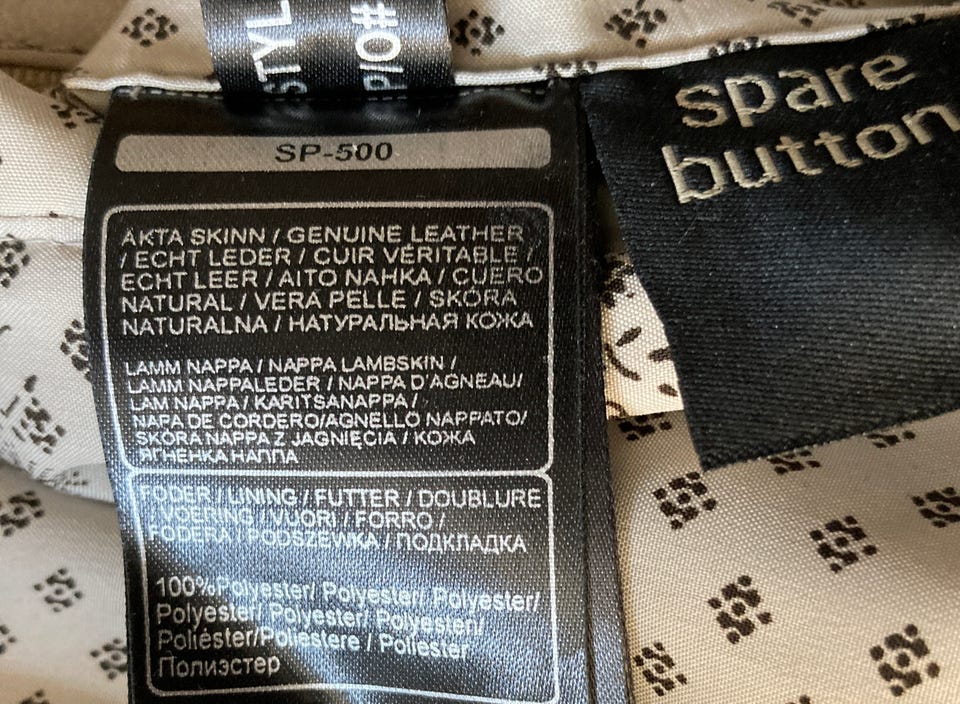 STYL
P/O#
SP-500
ÄKTA SKINN / GENUINE LEATHER
/ ECHT LEDER / CUIR VÉRITABLE /
ECHT LEER / AITO NAHKA / CUERO
NATURAL / VERA PELLE / SKÓRA
NATURALNA / НАТУРАЛЬНАЯ КОЖА
LAMM NAPPA / NAPPA LAMBSKIN /
LAMM NAPPALEDER / NAPPA D'AGNEAU/
LAM NAPPA / KARITSANAPPA /
NAPA DE CORDERO/AGNELLO NAPPATO/
SKÓRA NAPPA Z JAGNIĘCIA / КОЖА
ЯГНЕНКА НАППА
FODER / LINING / FUTTER / DOUBLURE
/ VOERING / VUORI / FORRO /
FODERA / PODSZEWKA / ПОДКЛАДКА
100%Polyester/ Polyester/ Polyester/
Polyester/ Polyester/ Polyester/
Poliéster/Poliestere / Poliester
Полиэстер
spare
button